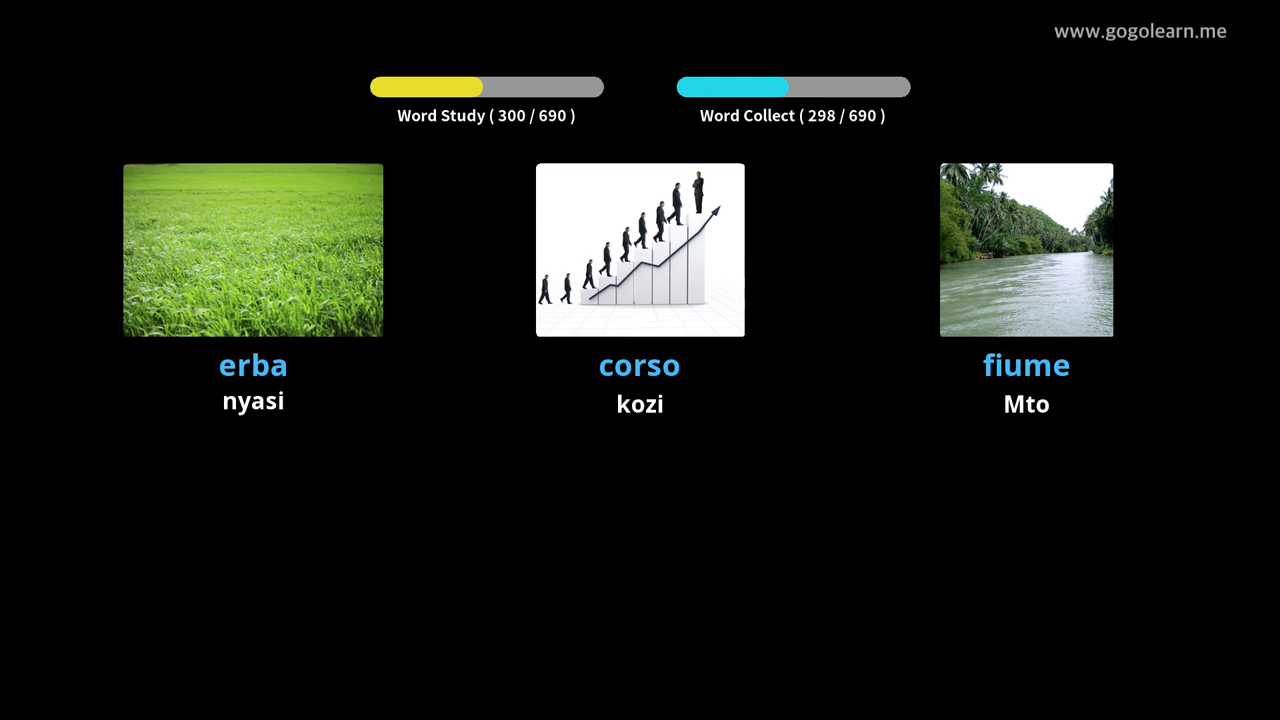 www.gogolearn.me
Word Study ( 300 / 690 )
Word Collect ( 298 / 690 )
erba
nyasi
corso
kozi
fiume
Mto